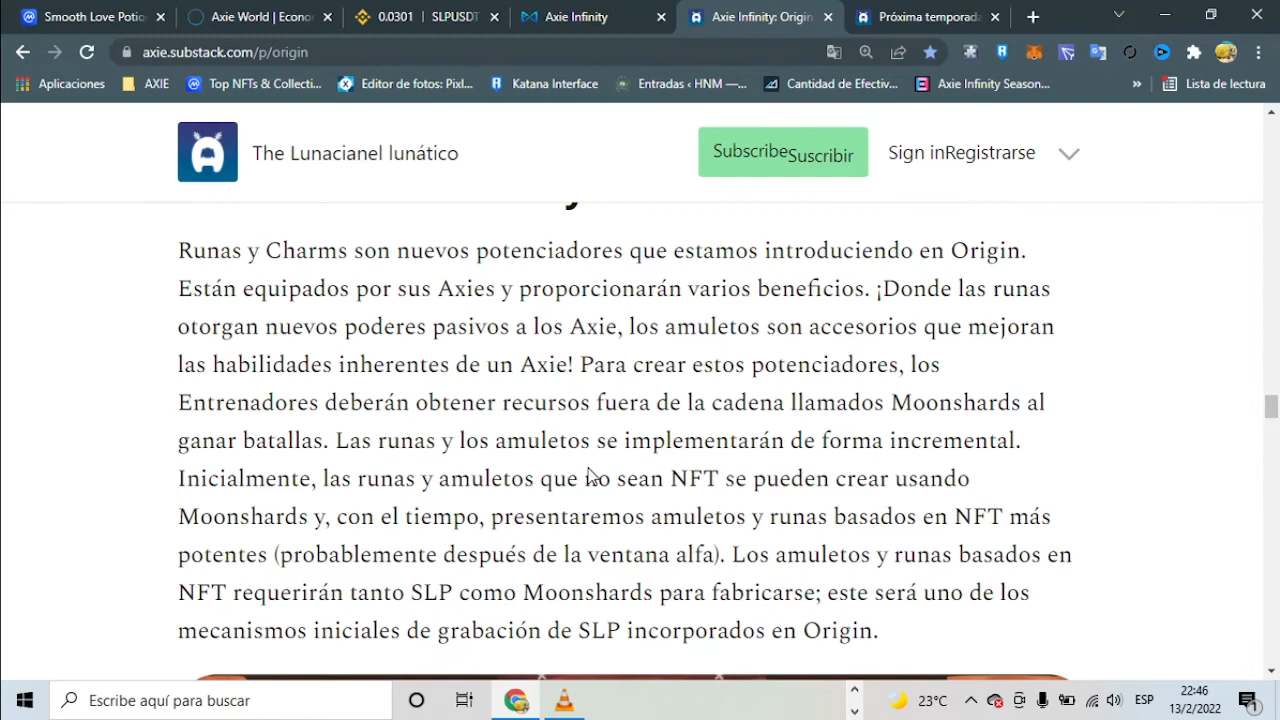 Smooth Love Potio
Axie World | Econo
0.0301 | SLPUSDT
Axie Infinity
Axie Infinity: Origin
Próxima temporada
axie.substack.com/p/origin
Aplicaciones
AXIE
Top NFTs & Collecti...
Editor de fotos: Pixl...
Katana Interface
Entradas ‹ HNM —...
Cantidad de Efectiv...
Axie Infinity Season...
»
Lista de lectura
The Lunacianel lunático
SubscribeSuscribir
Sign inRegistrarse
Runas y Charms son nuevos potenciadores que estamos introduciendo en Origin.
Están equipados por sus Axies y proporcionarán varios beneficios. ¡Donde las runas
otorgan nuevos poderes pasivos a los Axie, los amuletos son accesorios que mejoran
las habilidades inherentes de un Axie! Para crear estos potenciadores, los
Entrenadores deberán obtener recursos fuera de la cadena llamados Moonshards al
ganar batallas. Las runas y los amuletos se implementarán de forma incremental.
Inicialmente, las runas y amuletos que no sean NFT se pueden crear usando
Moonshards y, con el tiempo, presentaremos amuletos y runas basados en NFT más
potentes (probablemente después de la ventana alfa). Los amuletos y runas basados en
NFT requerirán tanto SLP como Moonshards para fabricarse; este será uno de los
mecanismos iniciales de grabación de SLP incorporados en Origin.
Escribe aquí para buscar
23°C
ESP
22:46
13/2/2022
1